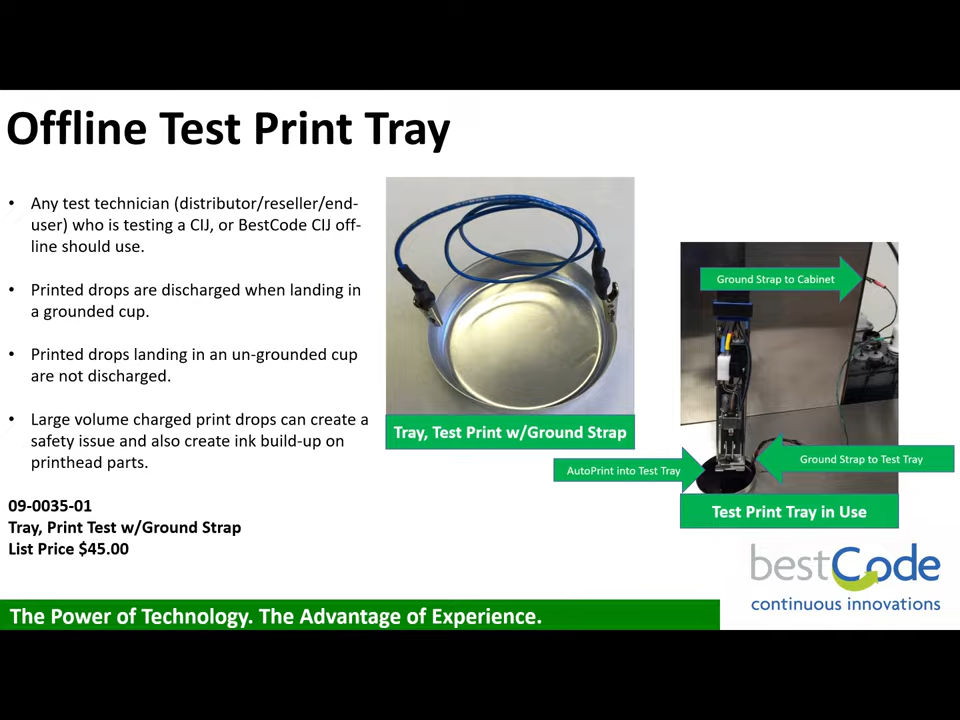 Offline Test Print Tray
• Any test technician (distributor/reseller/end-
user) who is testing a CIJ, or BestCode CIJ off-
line should use.
• Printed drops are discharged when landing in
a grounded cup.
• Printed drops landing in an un-grounded cup
are not discharged.
• Large volume charged print drops can create a
safety issue and also create ink build-up on
printhead parts.
09-0035-01
Tray, Print Test w/Ground Strap
List Price $45.00
Tray, Test Print w/Ground Strap
Ground Strap to Cabinet
AutoPrint into Test Tray
Ground Strap to Test Tray
Test Print Tray in Use
bestCode
continuous innovations
The Power of Technology. The Advantage of Experience.